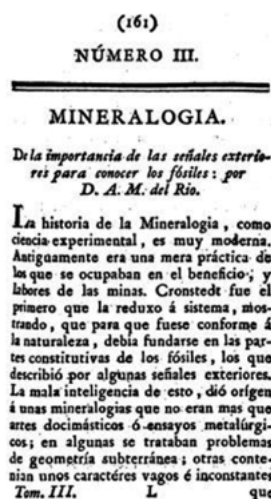 (161)
NÚMERO III.
MINERALOGIA.
De la importancia de las señales exterio-
res para conocer los fósiles: por
D. A. M. del Rio.
La historia de la Mineralogia, como
ciencia experimental, es muy moderna.
Antiguamente era una mera práctica de
los que se ocupaban en el beneficio, y
labores de las minas. Cronstedt fue el
primero que la reduxo á sistema, mos-
trando, que para que fuese conforme á
la naturaleza, debia fundarse en las par-
tes constitutivas de los fósiles, los que
describió por algunas señales exteriores.
La mala inteligencia de esto, dió orígen
á unas mineralogias que no eran mas que
artes docimásticos ó ensayos metalúrgi-
cos; en algunas se trataban problemas
de geometría subterránea; otras conte-
nian unos caractéres vagos é inconstantes
Tom. III. L que